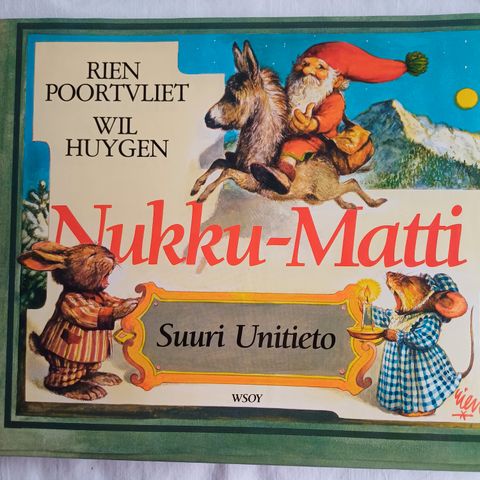 RIEN
POORTVLIET
WIL
HUYGEN
Nukku-Matti
Suuri Unitieto
WSOY